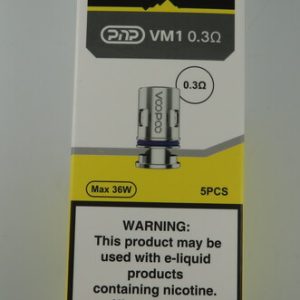 PnP VM1 0.3Ω
0.3Ω
VOOPOO
Max 36W
5PCS
WARNING:
This product may be
used with e-liquid
products
containing nicotine.